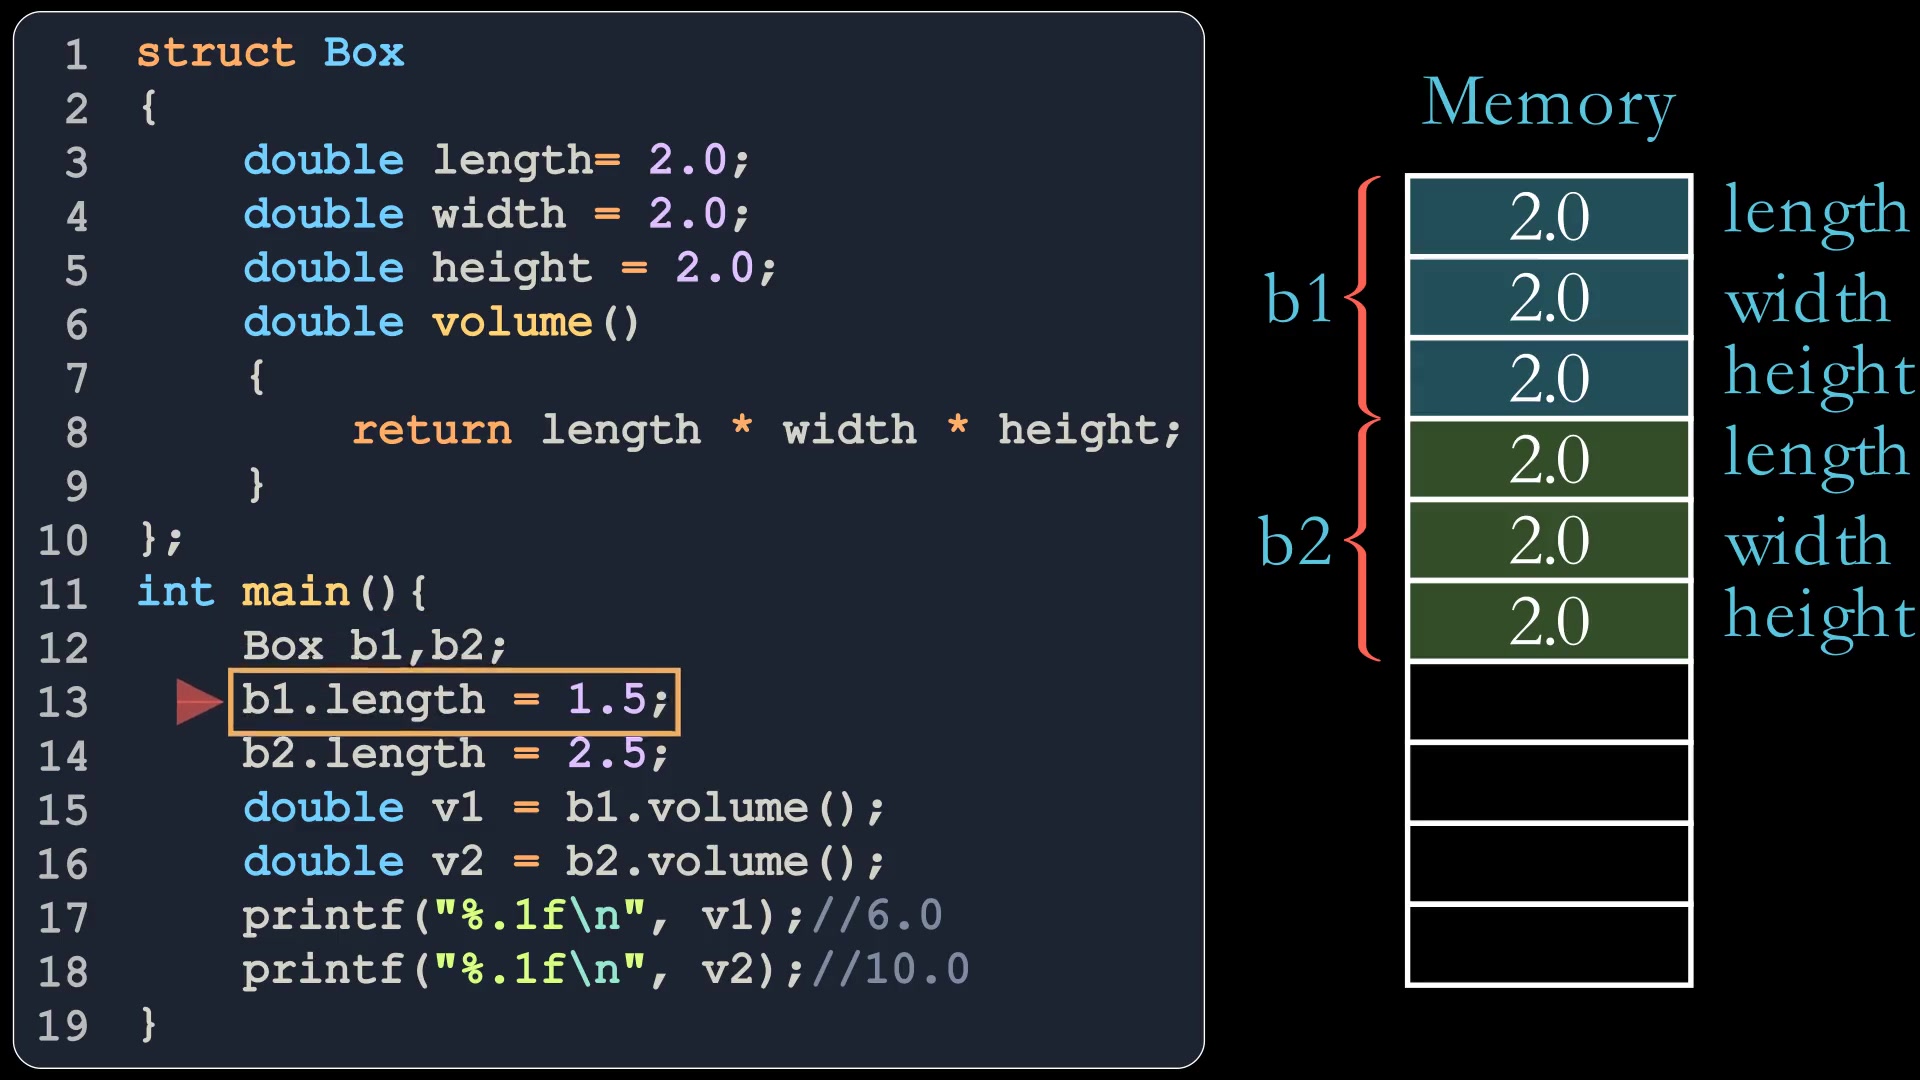 1 struct Box
2 {
3 double length= 2.0;
4 double width = 2.0;
5 double height = 2.0;
6 double volume()
7 {
8 return length * width * height;
9 }
10 };
11 int main(){
12 Box b1,b2;
13 b1.length = 1.5;
14 b2.length = 2.5;
15 double v1 = b1.volume();
16 double v2 = b2.volume();
17 printf("%.1f\n", v1);//6.0
18 printf("%.1f\n", v2);//10.0
19 }
Memory
b1
2.0 length
2.0 width
2.0 height
b2
2.0 length
2.0 width
2.0 height